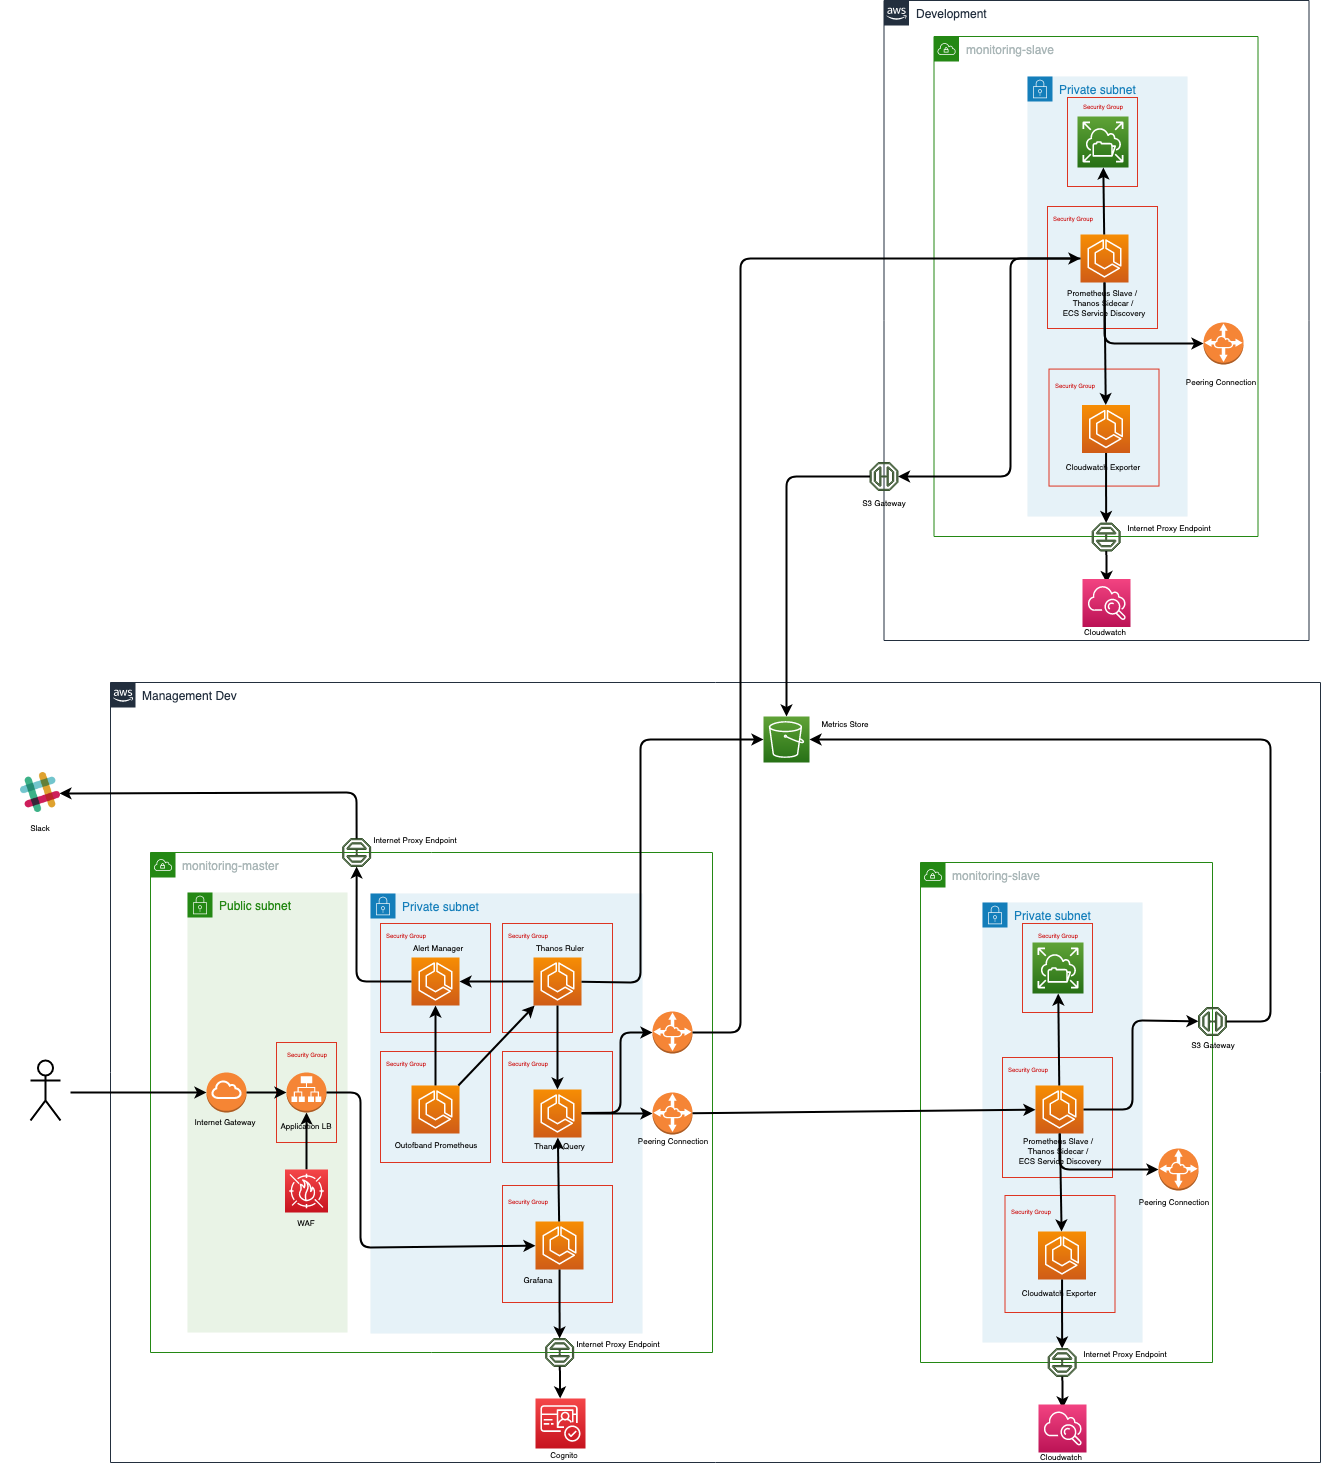 aws
Development
monitoring-slave
Private subnet
Security Group
Security Group
Prometheus Slave /
Thanos Sidecar /
ECS Service Discovery
Peering Connection
Security Group
Cloudwatch Exporter
S3 Gateway
Internet Proxy Endpoint
Cloudwatch
aws
Management Dev
Metrics Store
Slack
Internet Proxy Endpoint
monitoring-master
monitoring-slave
Public subnet
Private subnet
Private subnet
Security Group
Alert Manager
Security Group
Thanos Ruler
Security Group
S3 Gateway
Security Group
Security Group
Security Group
Security Group
Internet Gateway
Application LB
Outofband Prometheus
Thanos Query
Peering Connection
Prometheus Slave /
Thanos Sidecar /
ECS Service Discovery
Peering Connection
WAF
Security Group
Security Group
Grafana
Cloudwatch Exporter
Internet Proxy Endpoint
Internet Proxy Endpoint
Cognito
Cloudwatch